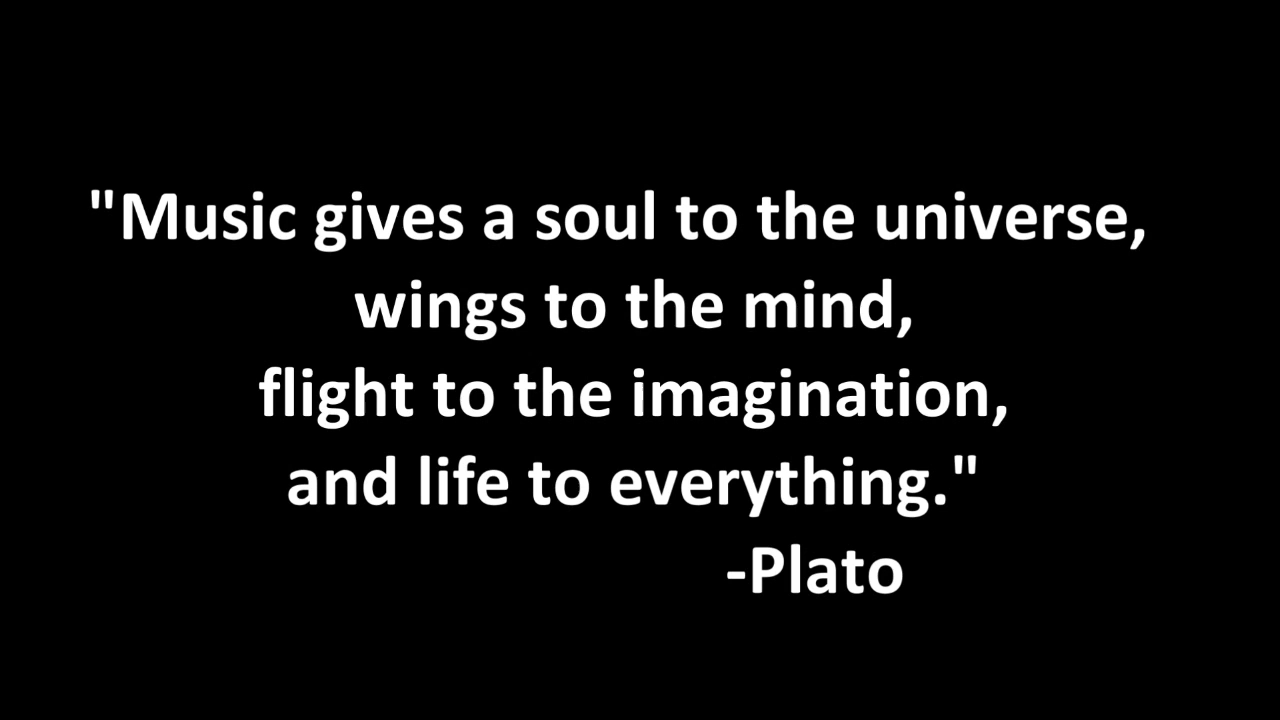 "Music gives a soul to the universe,
wings to the mind,
flight to the imagination,
and life to everything."
-Plato